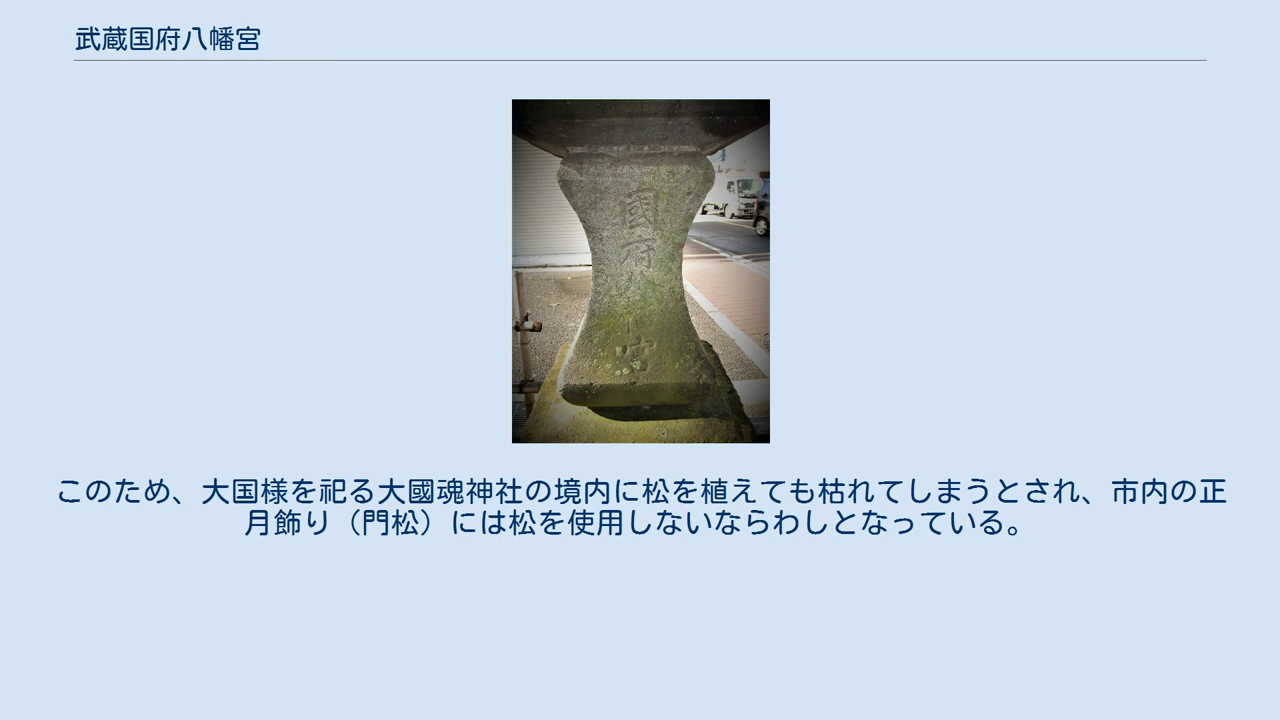 武蔵国府八幡宮
國府
宮
このため、大国様を祀る大國魂神社の境内に松を植えても枯れてしまうとされ、市内の正
月飾り（門松）には松を使用しないならわしとなっている。